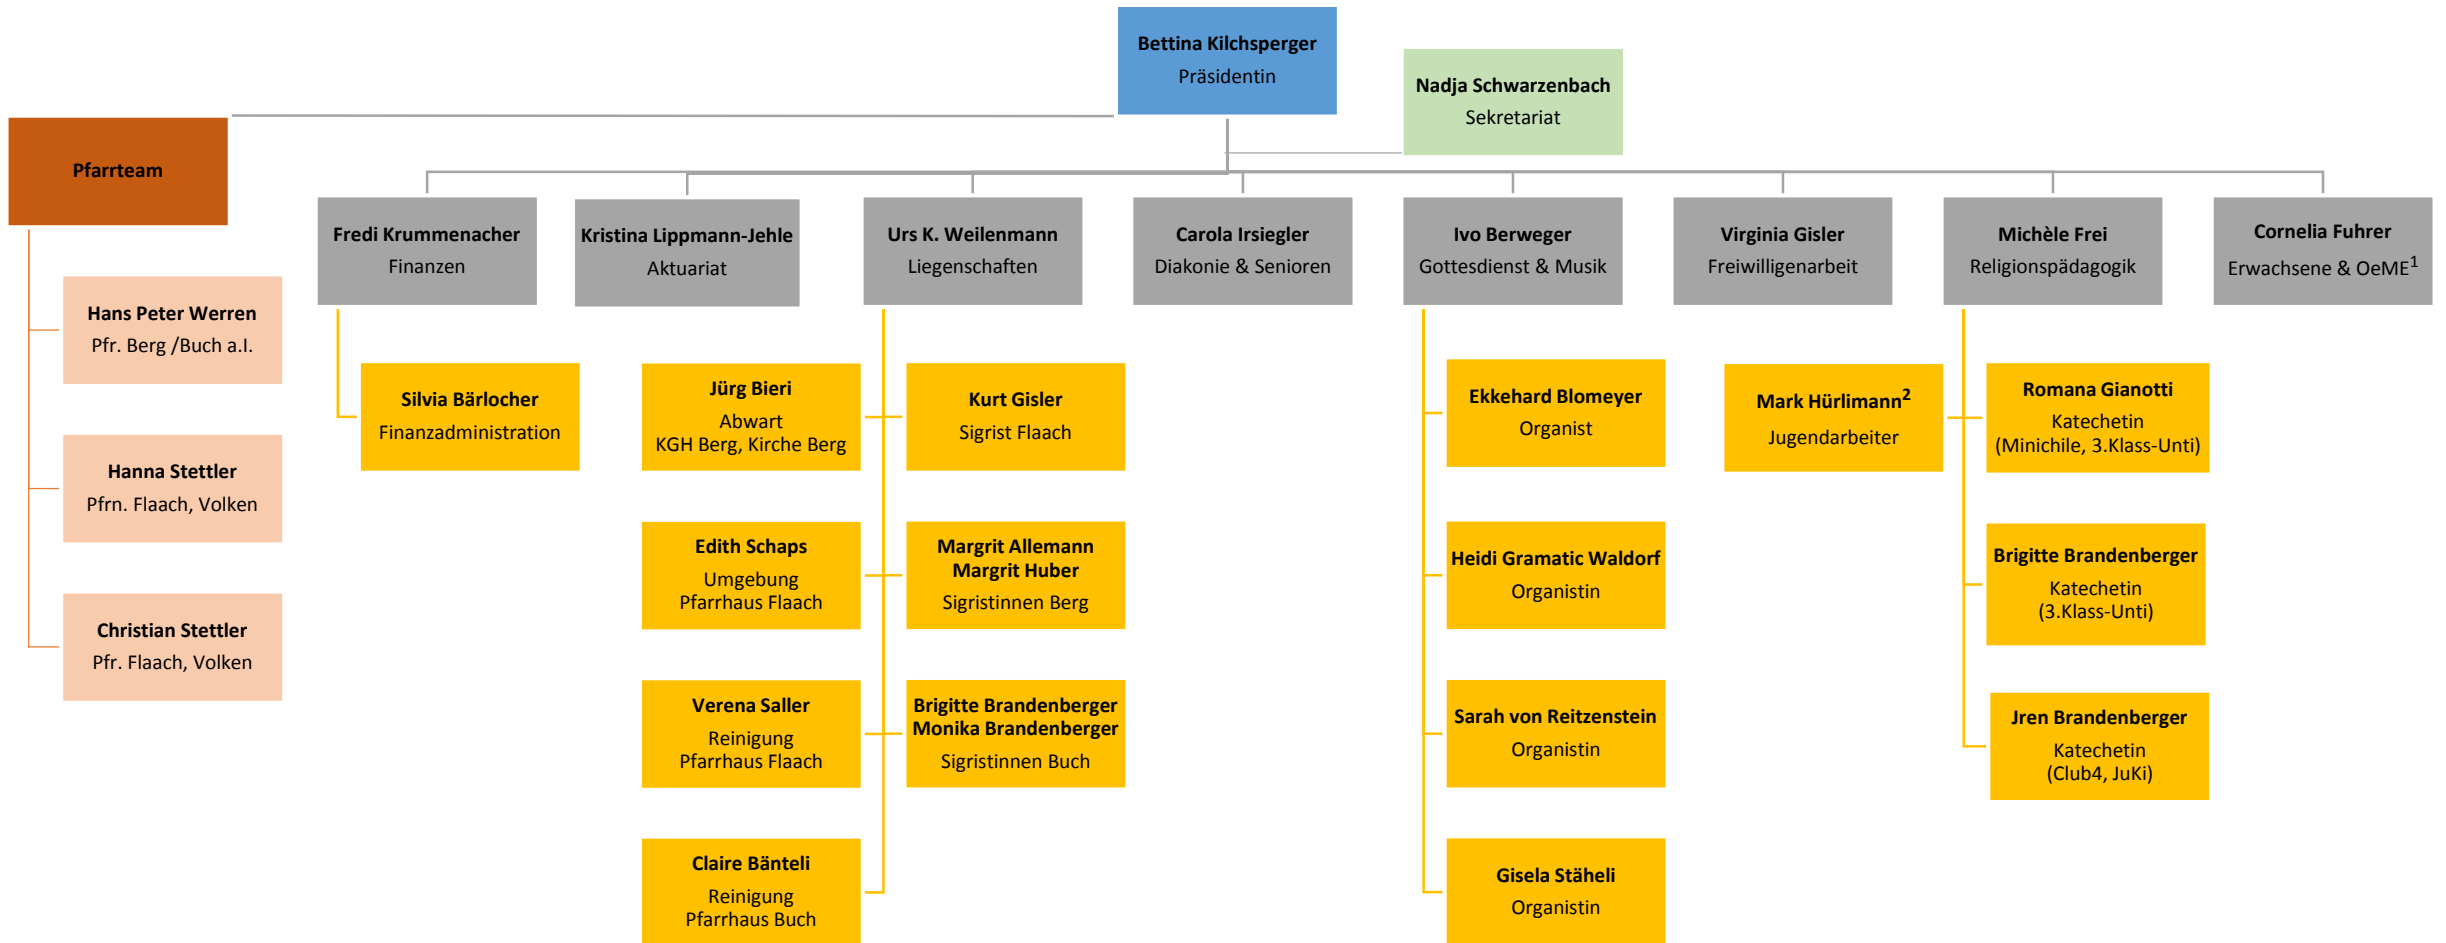 Bettina Kilchsperger
Präsidentin
Nadja Schwarzenbach
Sekretariat
Pfarrteam
Fredi Krummenacher
Finanzen
Kristina Lippmann-Jehle
Aktuariat
Urs K. Weilenmann
Liegenschaften
Carola Irsiegler
Diakonie & Senioren
Ivo Berweger
Gottesdienst & Musik
Virginia Gisler
Freiwilligenarbeit
Michèle Frei
Religionspädagogik
Cornelia Fuhrer
Erwachsene & OeME¹
Hans Peter Werren
Pfr. Berg /Buch a.I.
Hanna Stettler
Pfrn. Flaach, Volken
Christian Stettler
Pfr. Flaach, Volken
Silvia Bärlocher
Finanzadministration
Jürg Bieri
Abwart
KGH Berg, Kirche Berg
Kurt Gisler
Sigrist Flaach
Edith Schaps
Umgebung
Pfarrhaus Flaach
Margrit Allemann
Margrit Huber
Sigristinnen Berg
Verena Saller
Reinigung
Pfarrhaus Flaach
Brigitte Brandenberger
Monika Brandenberger
Sigristinnen Buch
Claire Bänteli
Reinigung
Pfarrhaus Buch
Ekkehard Blomeyer
Organist
Heidi Gramatic Waldorf
Organistin
Sarah von Reitzenstein
Organistin
Gisela Stäheli
Organistin
Mark Hürlimann²
Jugendarbeiter
Romana Gianotti
Katechetin
(Minichile, 3.Klass-Unti)
Brigitte Brandenberger
Katechetin
(3.Klass-Unti)
Jren Brandenberger
Katechetin
(Club4, JuKi)